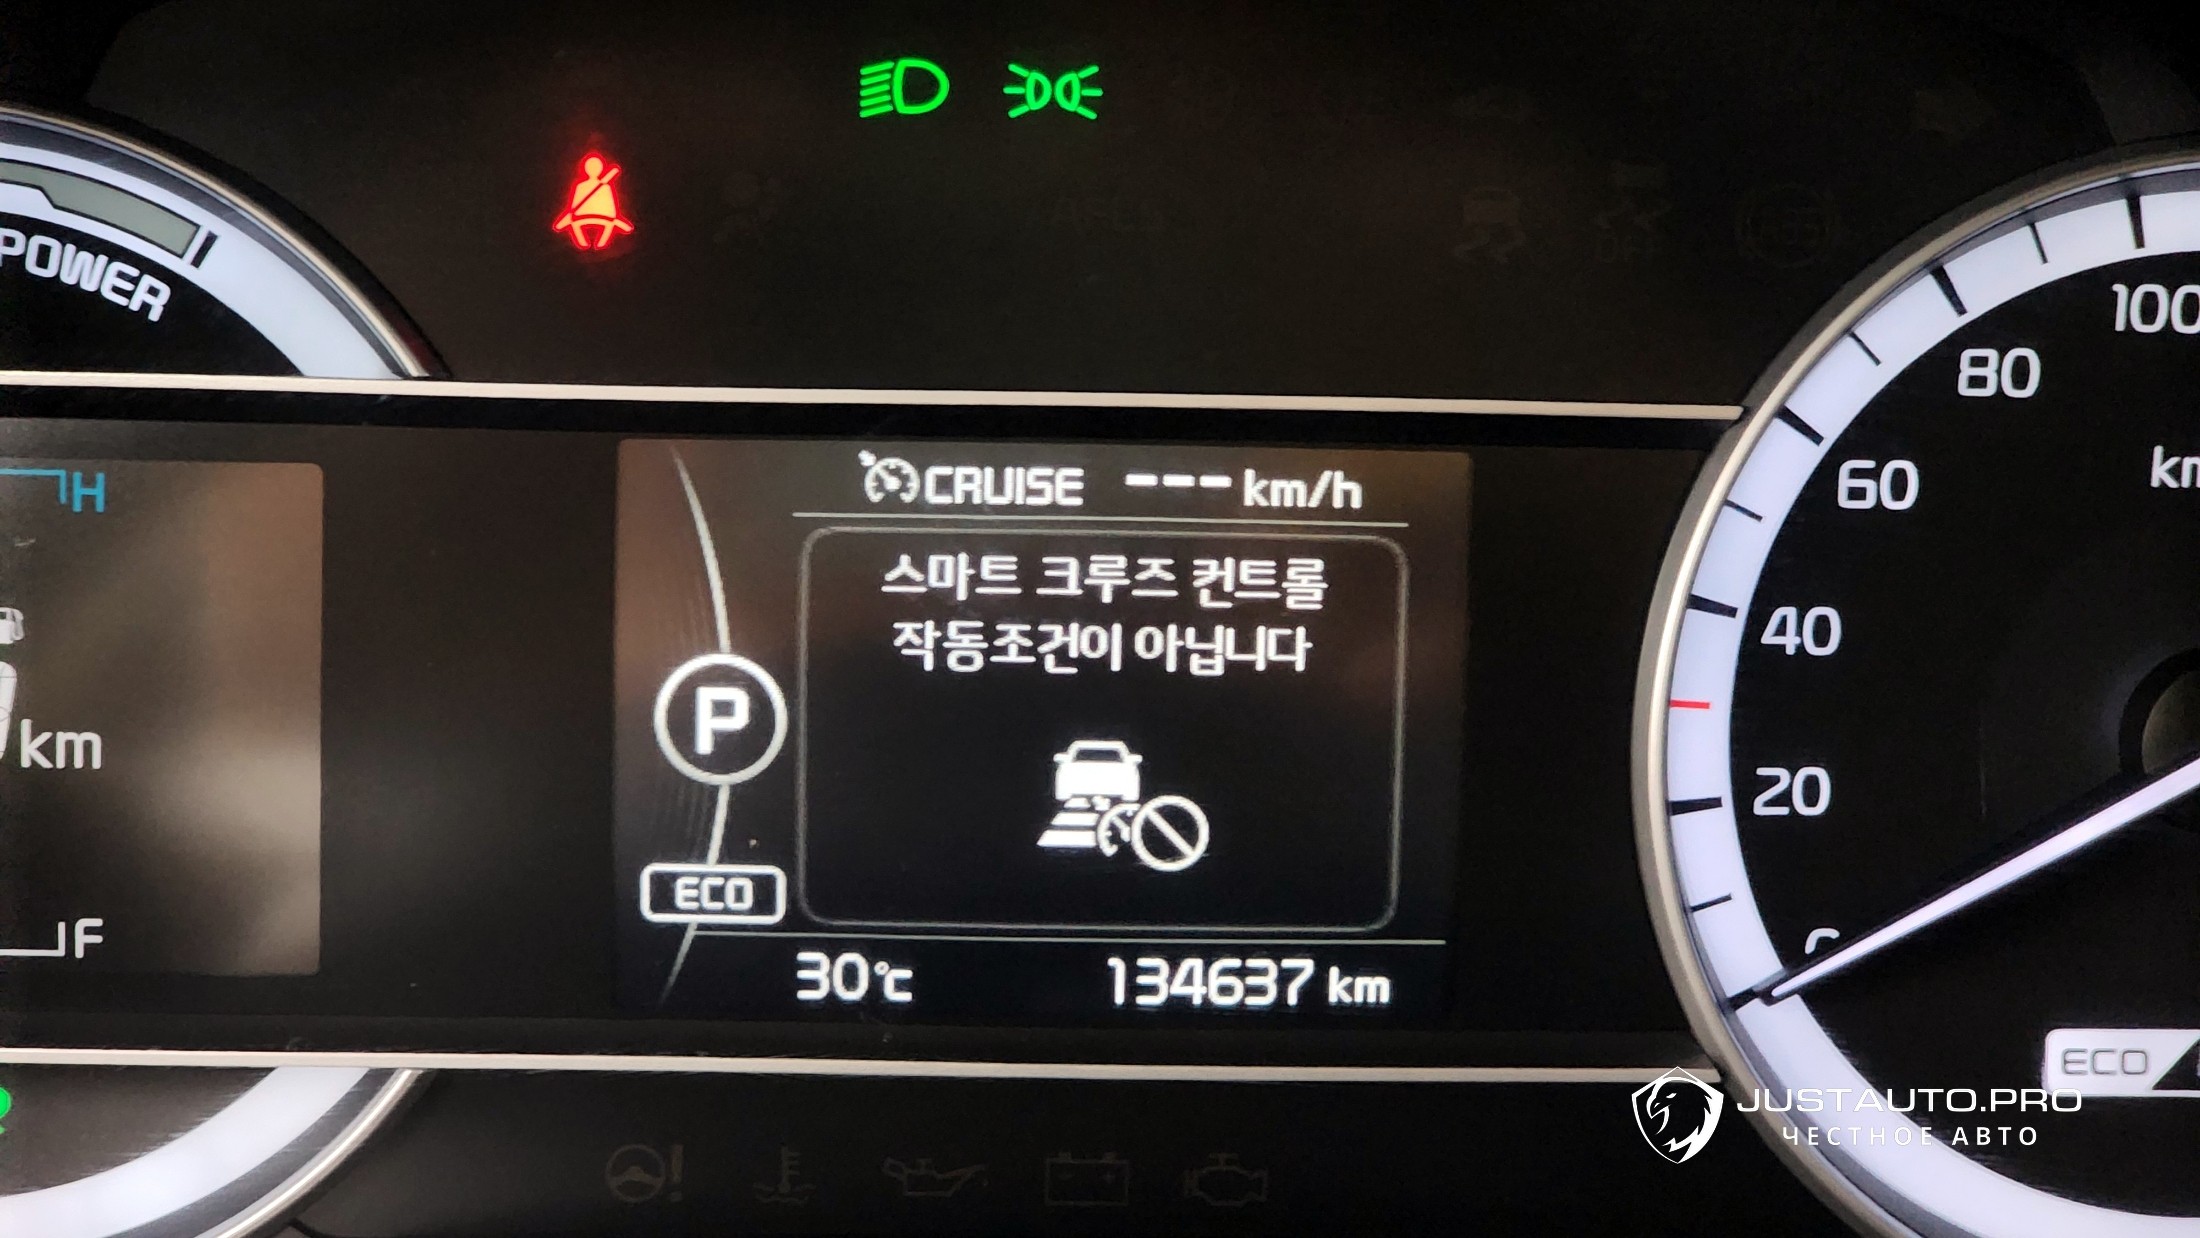 POWER
H
km
F
CRUISE --- km/h
스마트 크루즈 컨트롤
작동조건이 아닙니다
P
ECO
30℃ 134637 km
100
80
60
40
20
ECO
JUSTAUTO.PRO
ЧЕСТНОЕ АВТО